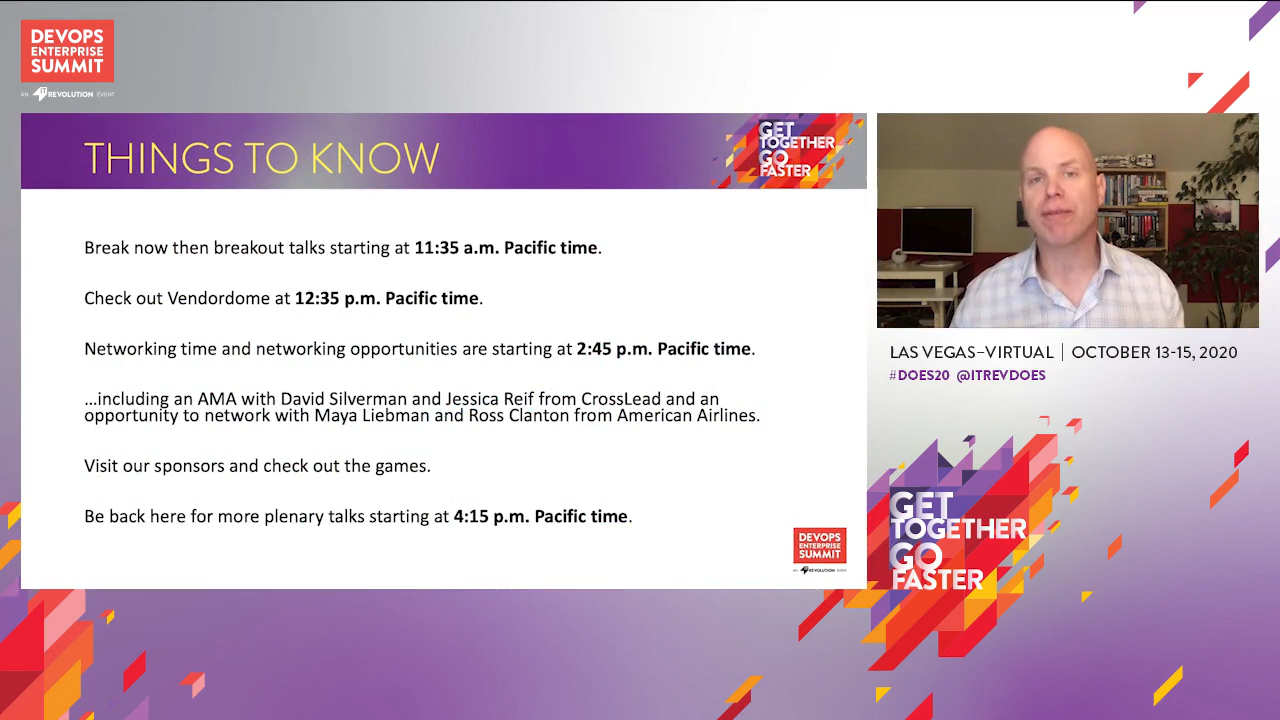 DEVOPS
ENTERPRISE
SUMMIT
AN IT REVOLUTION EVENT
THINGS TO KNOW
GET
TOGETHER
GO
FASTER
Break now then breakout talks starting at 11:35 a.m. Pacific time.
Check out Vendordome at 12:35 p.m. Pacific time.
Networking time and networking opportunities are starting at 2:45 p.m. Pacific time.
...including an AMA with David Silverman and Jessica Reif from CrossLead and an
opportunity to network with Maya Liebman and Ross Clanton from American Airlines.
Visit our sponsors and check out the games.
Be back here for more plenary talks starting at 4:15 p.m. Pacific time.
DEVOPS
ENTERPRISE
SUMMIT
AN IT REVOLUTION EVENT
LAS VEGAS–VIRTUAL | OCTOBER 13-15, 2020
#DOES20 @ITREVDOES
GET
TOGETHER
GO
FASTER